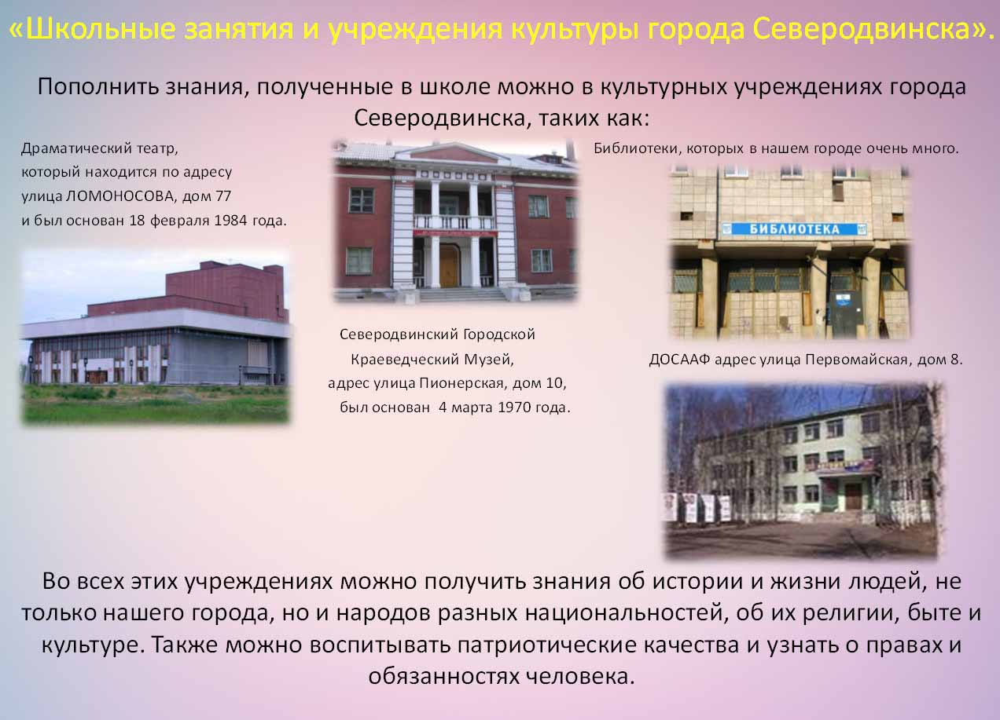 «Школьные занятия и учреждения культуры города Северодвинска».
Пополнить знания, полученные в школе можно в культурных учреждениях города
Северодвинска, таких как:
Драматический театр,
который находится по адресу
улица ЛОМОНОСОВА, дом 77
и был основан 18 февраля 1984 года.
Северодвинский Городской
Краеведческий Музей,
адрес улица Пионерская, дом 10,
был основан 4 марта 1970 года.
Библиотеки, которых в нашем городе очень много.
БИБЛИОТЕКА
ДОСААФ адрес улица Первомайская, дом 8.
Во всех этих учреждениях можно получить знания об истории и жизни людей, не
только нашего города, но и народов разных национальностей, об их религии, быте и
культуре. Также можно воспитывать патриотические качества и узнать о правах и
обязанностях человека.